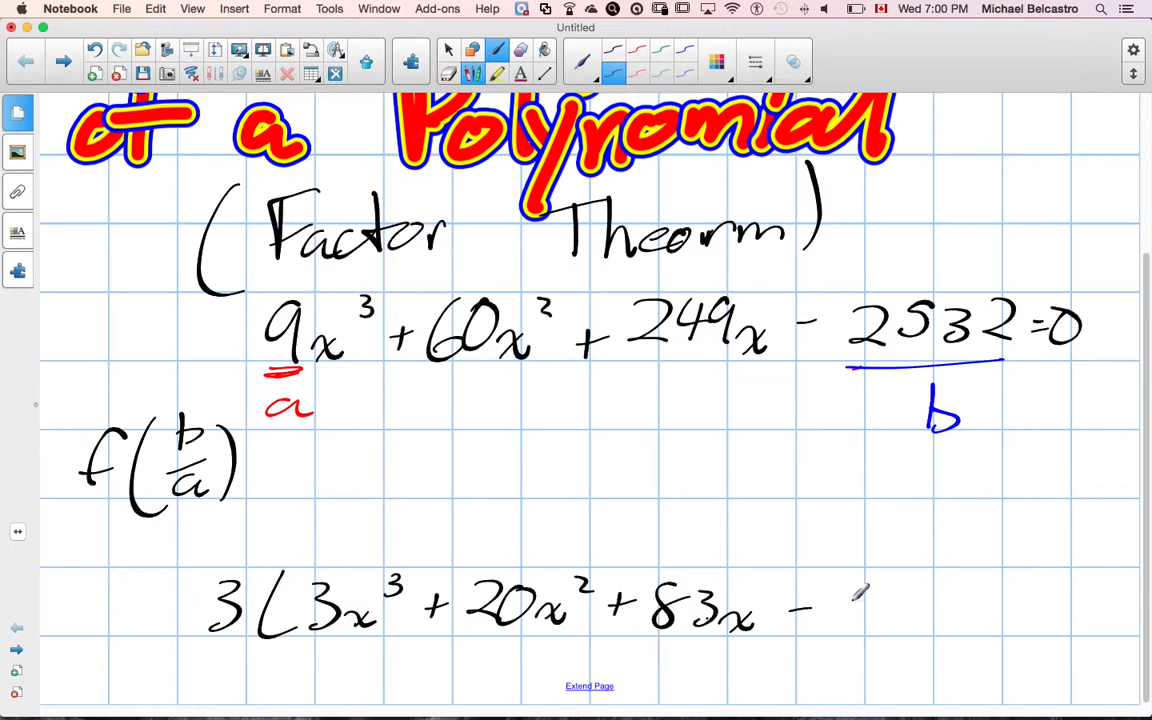 Notebook File Edit View Insert Format Tools Window Add-ons Help Wed 7:00 PM Michael Belcastro
Untitled
of a Polynomial
(Factor Theorm)
9x³ + 60x² + 249x - 2532 = 0
a b
f(b/a)
3(3x³ + 20x² + 83x -
Extend Page